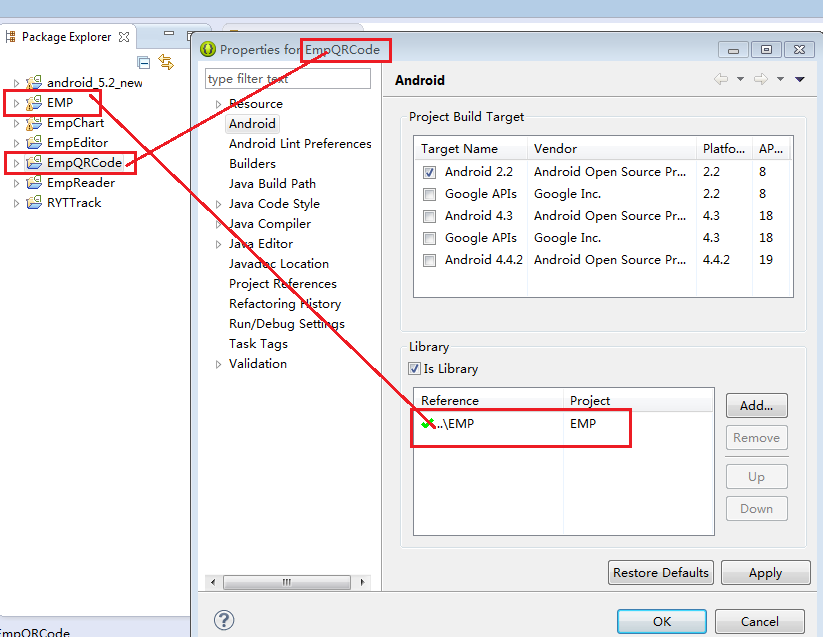 Package Explorer
android_5.2_new
EMP
EmpChart
EmpEditor
EmpQRCode
EmpReader
RYTTrack
EmpQRCode
Properties for EmpQRCode
type filter text
Resource
Android
Android Lint Preferences
Builders
Java Build Path
Java Code Style
Java Compiler
Java Editor
Javadoc Location
Project References
Refactoring History
Run/Debug Settings
Task Tags
Validation
Android
Project Build Target
Target Name Vendor Platfo... AP...
Android 2.2 Android Open Source Pr... 2.2 8
Google APIs Google Inc. 2.2 8
Android 4.3 Android Open Source Pr... 4.3 18
Google APIs Google Inc. 4.3 18
Android 4.4.2 Android Open Source Pr... 4.4.2 19
Library
Is Library
Reference Project
..\EMP EMP
Add...
Remove
Up
Down
Restore Defaults Apply
OK Cancel